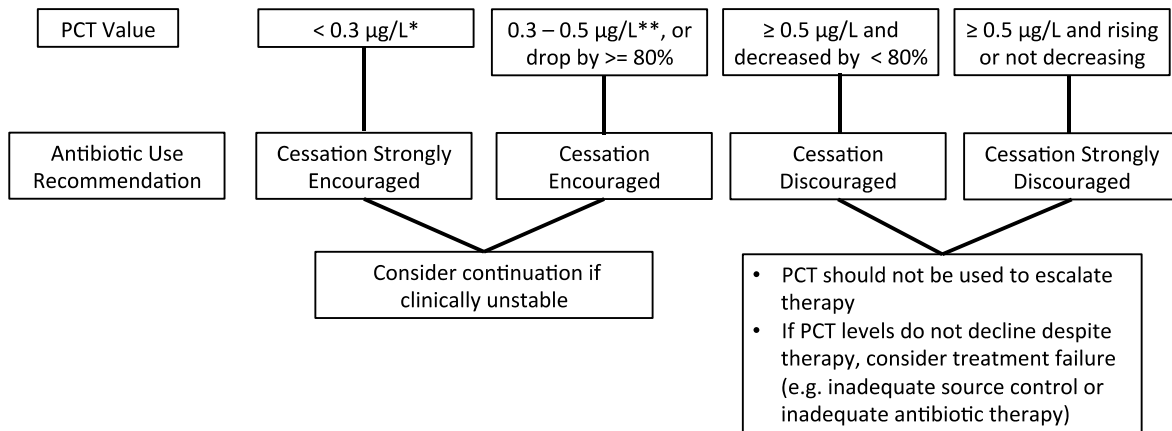 PCT Value
< 0.3 µg/L*
0.3 – 0.5 µg/L**, or
drop by >= 80%
≥ 0.5 µg/L and
decreased by < 80%
≥ 0.5 µg/L and rising
or not decreasing
Antibiotic Use
Recommendation
Cessation Strongly
Encouraged
Cessation
Encouraged
Cessation
Discouraged
Cessation Strongly
Discouraged
Consider continuation if
clinically unstable
• PCT should not be used to escalate
therapy
• If PCT levels do not decline despite
therapy, consider treatment failure
(e.g. inadequate source control or
inadequate antibiotic therapy)